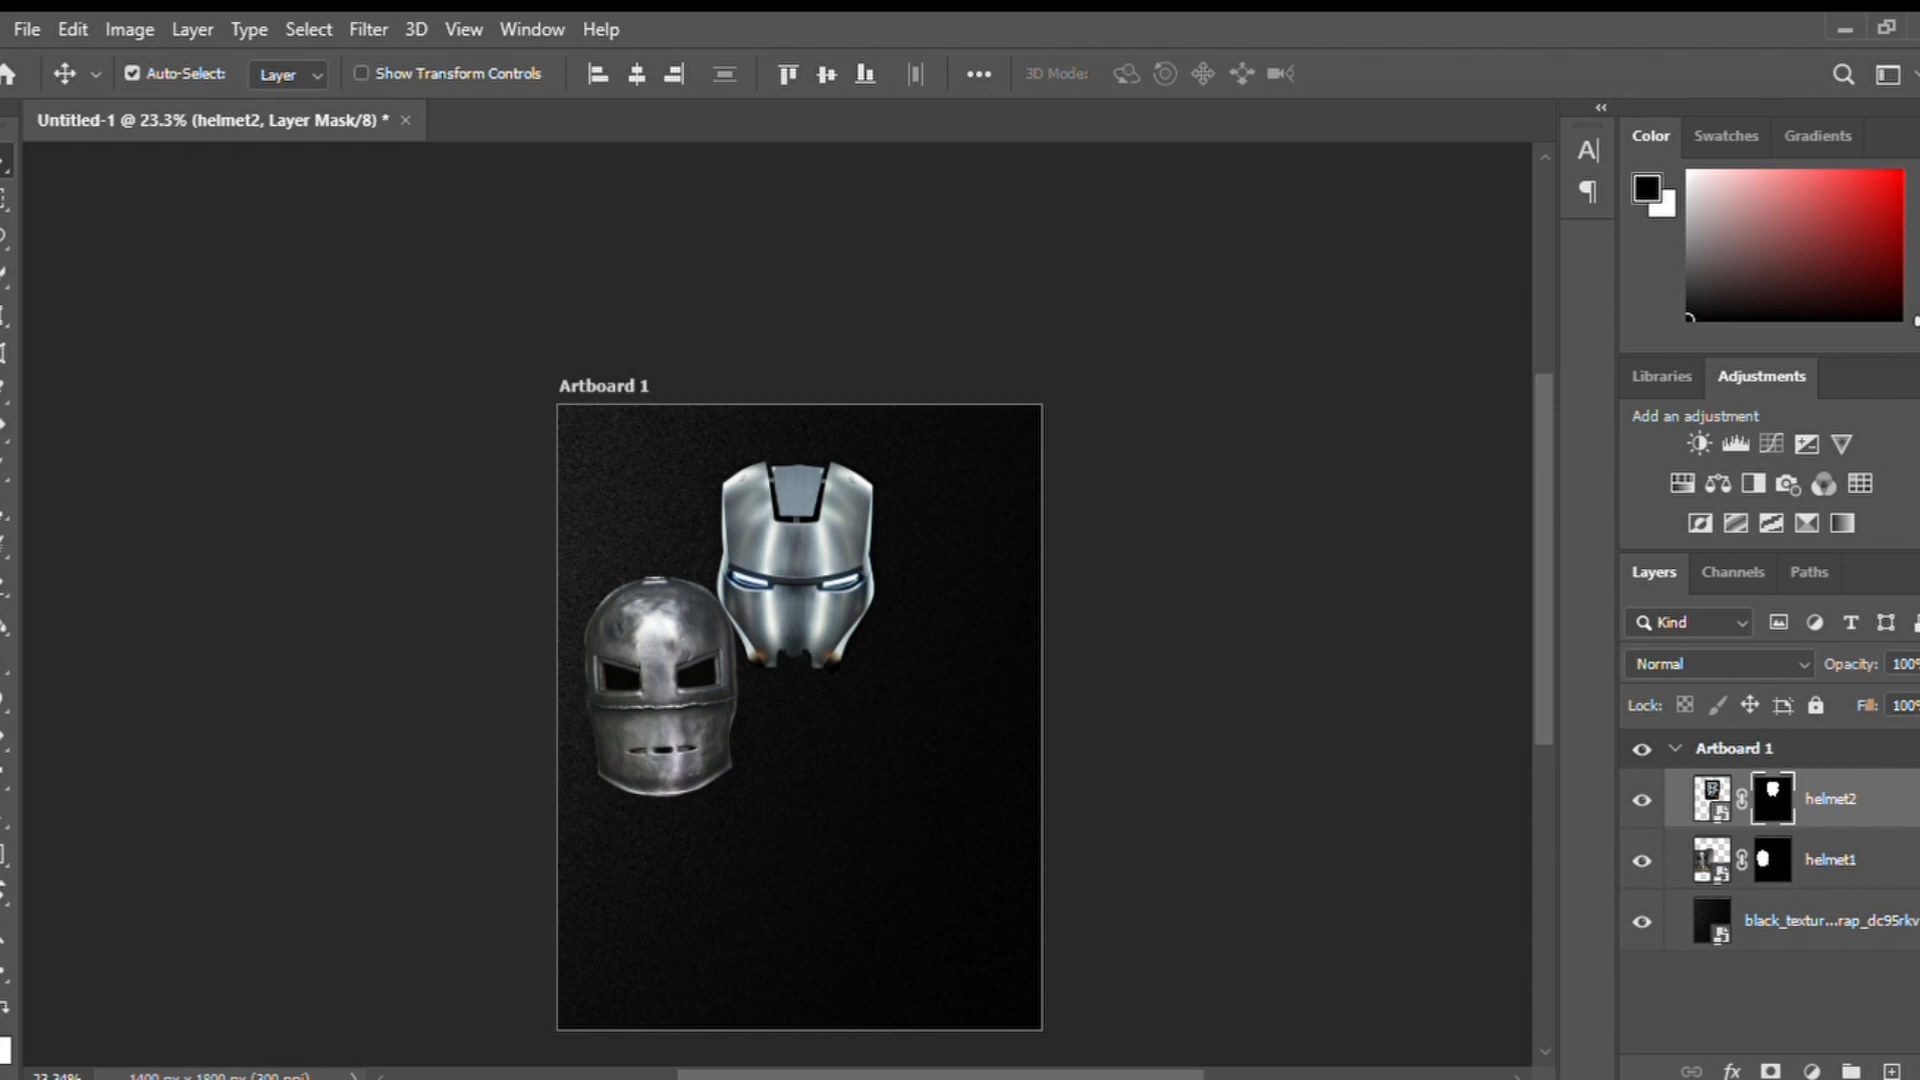 File Edit Image Layer Type Select Filter 3D View Window Help
Auto-Select: Layer Show Transform Controls 3D Mode:
Untitled-1 @ 23.3% (helmet2, Layer Mask/8) * ×
Artboard 1
Color Swatches Gradients
Libraries Adjustments
Add an adjustment
Layers Channels Paths
Kind
Normal Opacity: 100%
Lock: Fill: 100%
Artboard 1
helmet2
helmet1
black_textur...rap_dc95rkv
23.34% 1400 px x 1800 px (300 ppi)